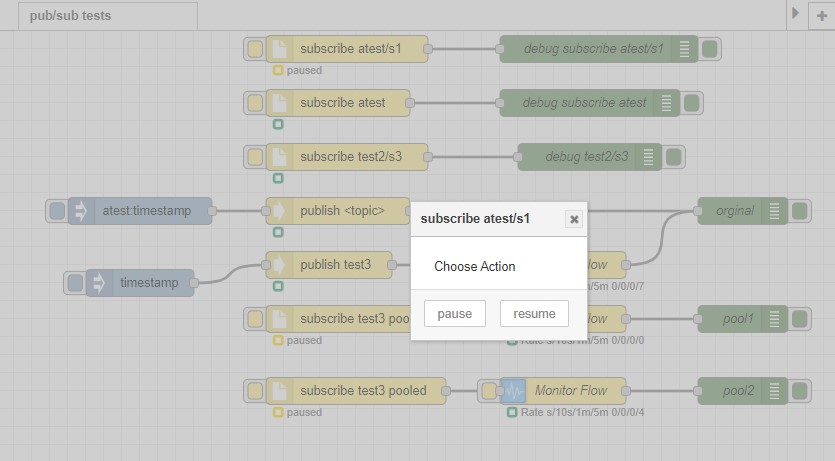 pub/sub tests
subscribe atest/s1
debug subscribe atest/s1
paused
subscribe atest
debug subscribe atest
subscribe test2/s3
debug test2/s3
atest:timestamp
publish <topic>
orginal
subscribe atest/s1
Choose Action
pause
resume
publish test3
low
timestamp
/5m 0/0/0/7
subscribe test3 poo
low
pool1
paused
Rate s/10s/1m/5m 0/0/0/0
subscribe test3 pooled
Monitor Flow
pool2
paused
Rate s/10s/1m/5m 0/0/0/4